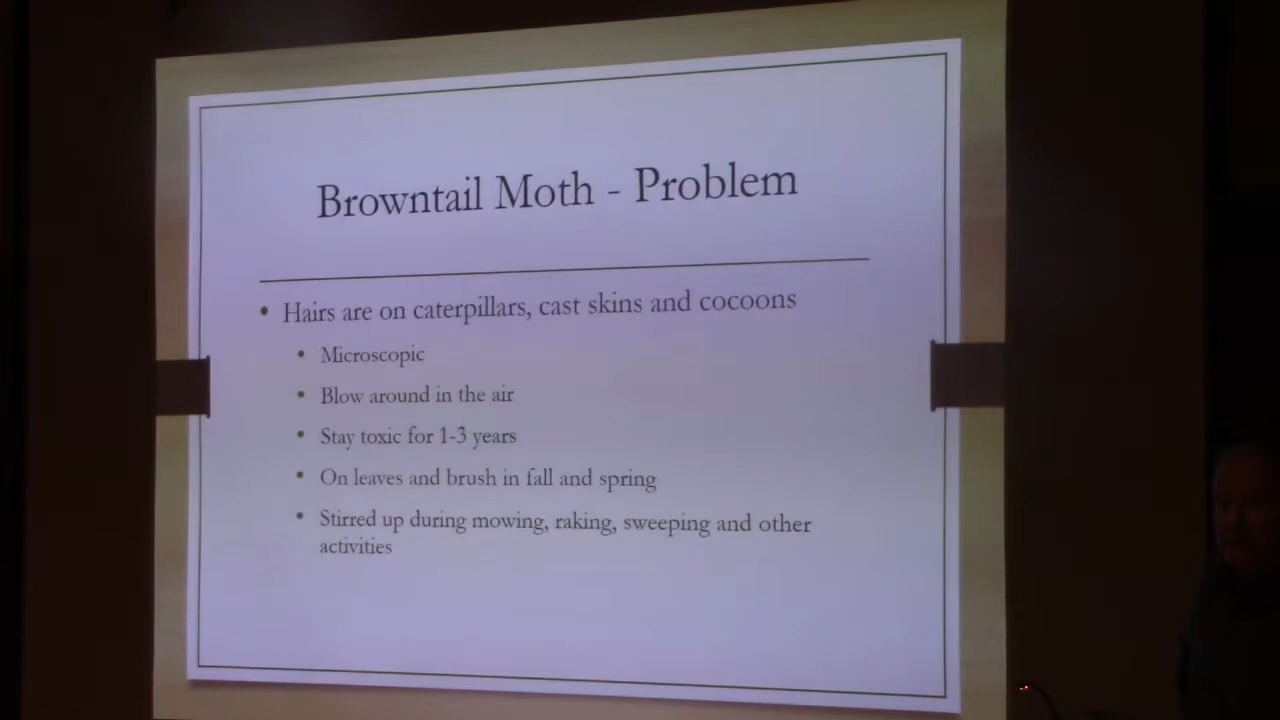 Browntail Moth - Problem
• Hairs are on caterpillars, cast skins and cocoons
• Microscopic
• Blow around in the air
• Stay toxic for 1-3 years
• On leaves and brush in fall and spring
• Stirred up during mowing, raking, sweeping and other
activities